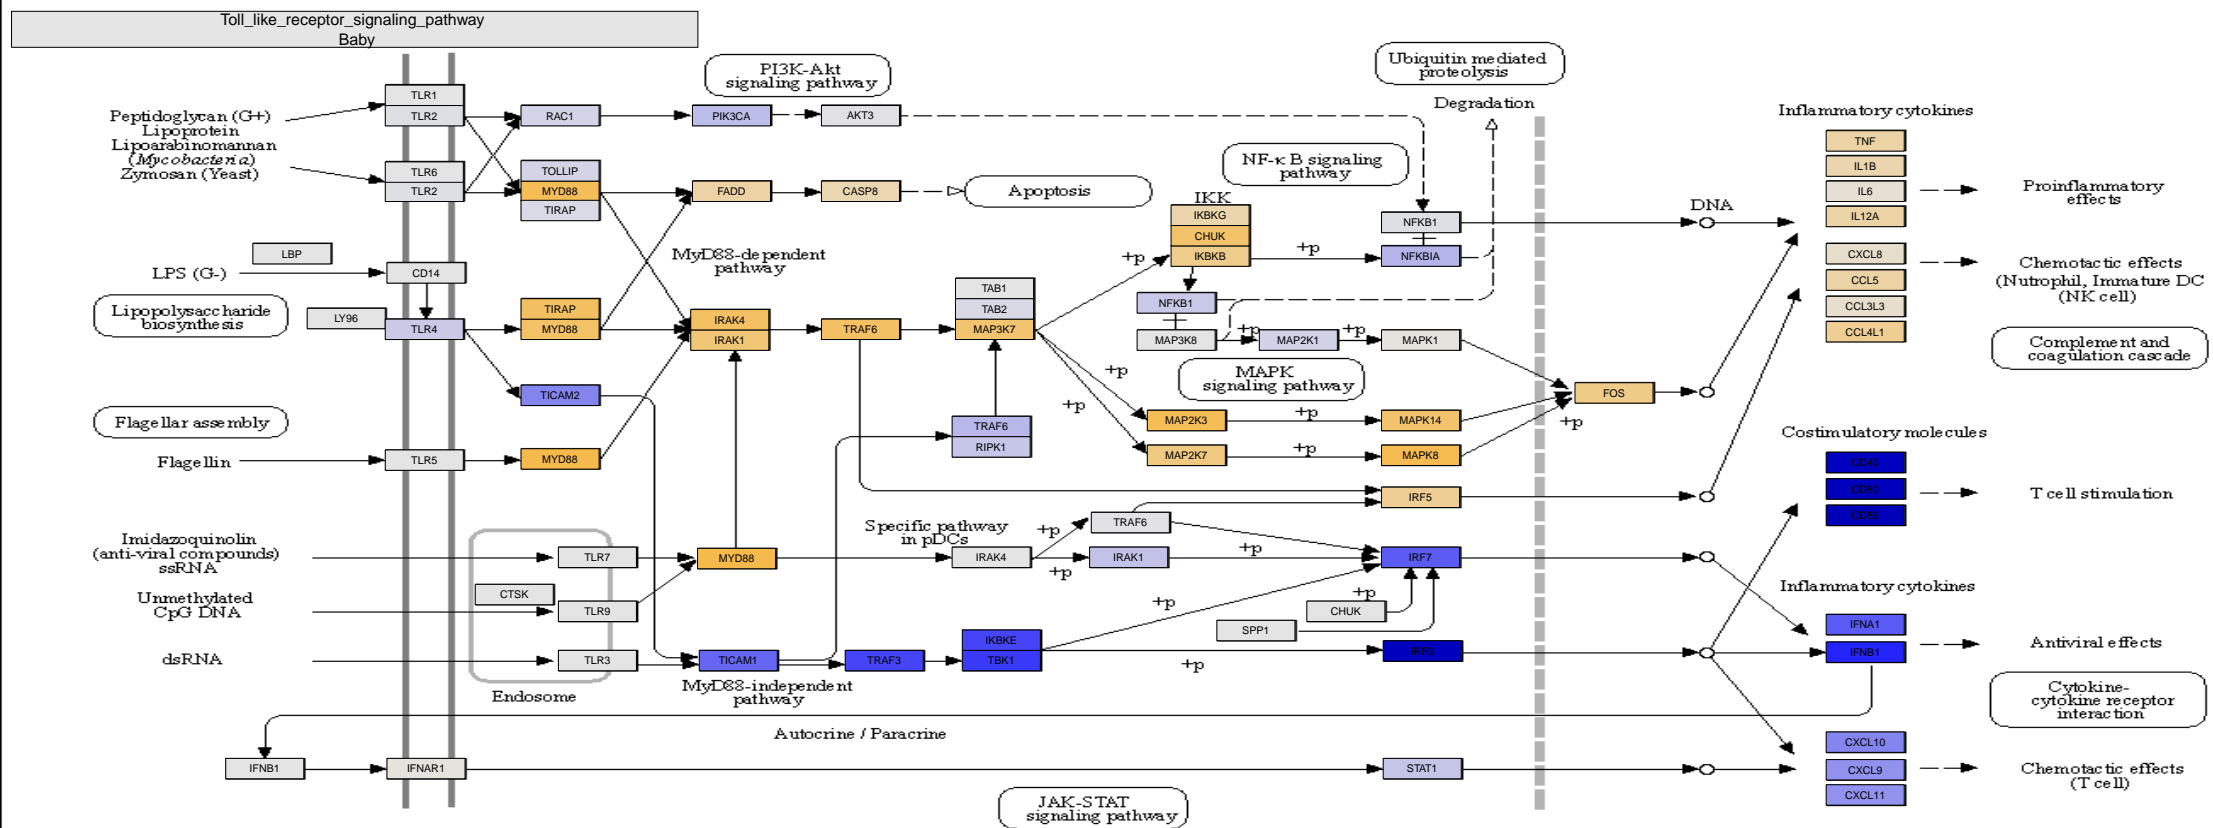 Toll_like_receptor_signaling_pathway
Baby
PI3K-Akt
signaling pathway
Ubiquitin mediated
proteolysis
Degradation
Peptidoglycan (G+)
Lipoprotein
Lipoarabinomannan
(Mycobacteria)
Zymosan (Yeast)
TLR1
TLR2
RAC1
PIK3CA
AKT3
TLR6
TLR2
TOLLIP
MYD88
TIRAP
FADD
CASP8
Apoptosis
NF-κ B signaling
pathway
IKK
IKBKG
CHUK
IKBKB
+p
+p
NFKB1
NFKBIA
DNA
Inflammatory cytokines
TNF
IL1B
IL6
IL12A
Proinflammatory
effects
CXCL8
CCL5
CCL3L3
CCL4L1
Chemotactic effects
(Nutrophil, Immature DC
(NK cell)
Complement and
coagulation cascade
LBP
LPS (G-)
CD14
Lipopolysaccharide
biosynthesis
LY96
TLR4
MyD88-dependent
pathway
TIRAP
MYD88
IRAK4
IRAK1
TRAF6
TAB1
TAB2
MAP3K7
NFKB1
MAP3K8
+p
MAP2K1
+p
MAPK1
MAPK
signaling pathway
TICAM2
Flagellar assembly
Flagellin
TLR5
MYD88
TRAF6
RIPK1
+p
+p
MAP2K3
+p
MAPK14
MAP2K7
+p
MAPK8
FOS
+p
IRF5
Costimulatory molecules
CD40
CD80
CD86
T cell stimulation
Imidazoquinolin
(anti-viral compounds)
ssRNA
TLR7
MYD88
Specific pathway
in pDCs
IRAK4
+p
TRAF6
+p
IRAK1
+p
IRF7
Unmethylated
CpG DNA
CTSK
TLR9
+p
CHUK
+p
SPP1
Inflammatory cytokines
IFNA1
IFNB1
Antiviral effects
dsRNA
TLR3
Endosome
TICAM1
MyD88-independent
pathway
TRAF3
IKBKE
TBK1
+p
IRF3
Cytokine-
cytokine receptor
interaction
Autocrine / Paracrine
IFNB1
IFNAR1
STAT1
CXCL10
CXCL9
CXCL11
Chemotactic effects
(T cell)
JAK-STAT
signaling pathway